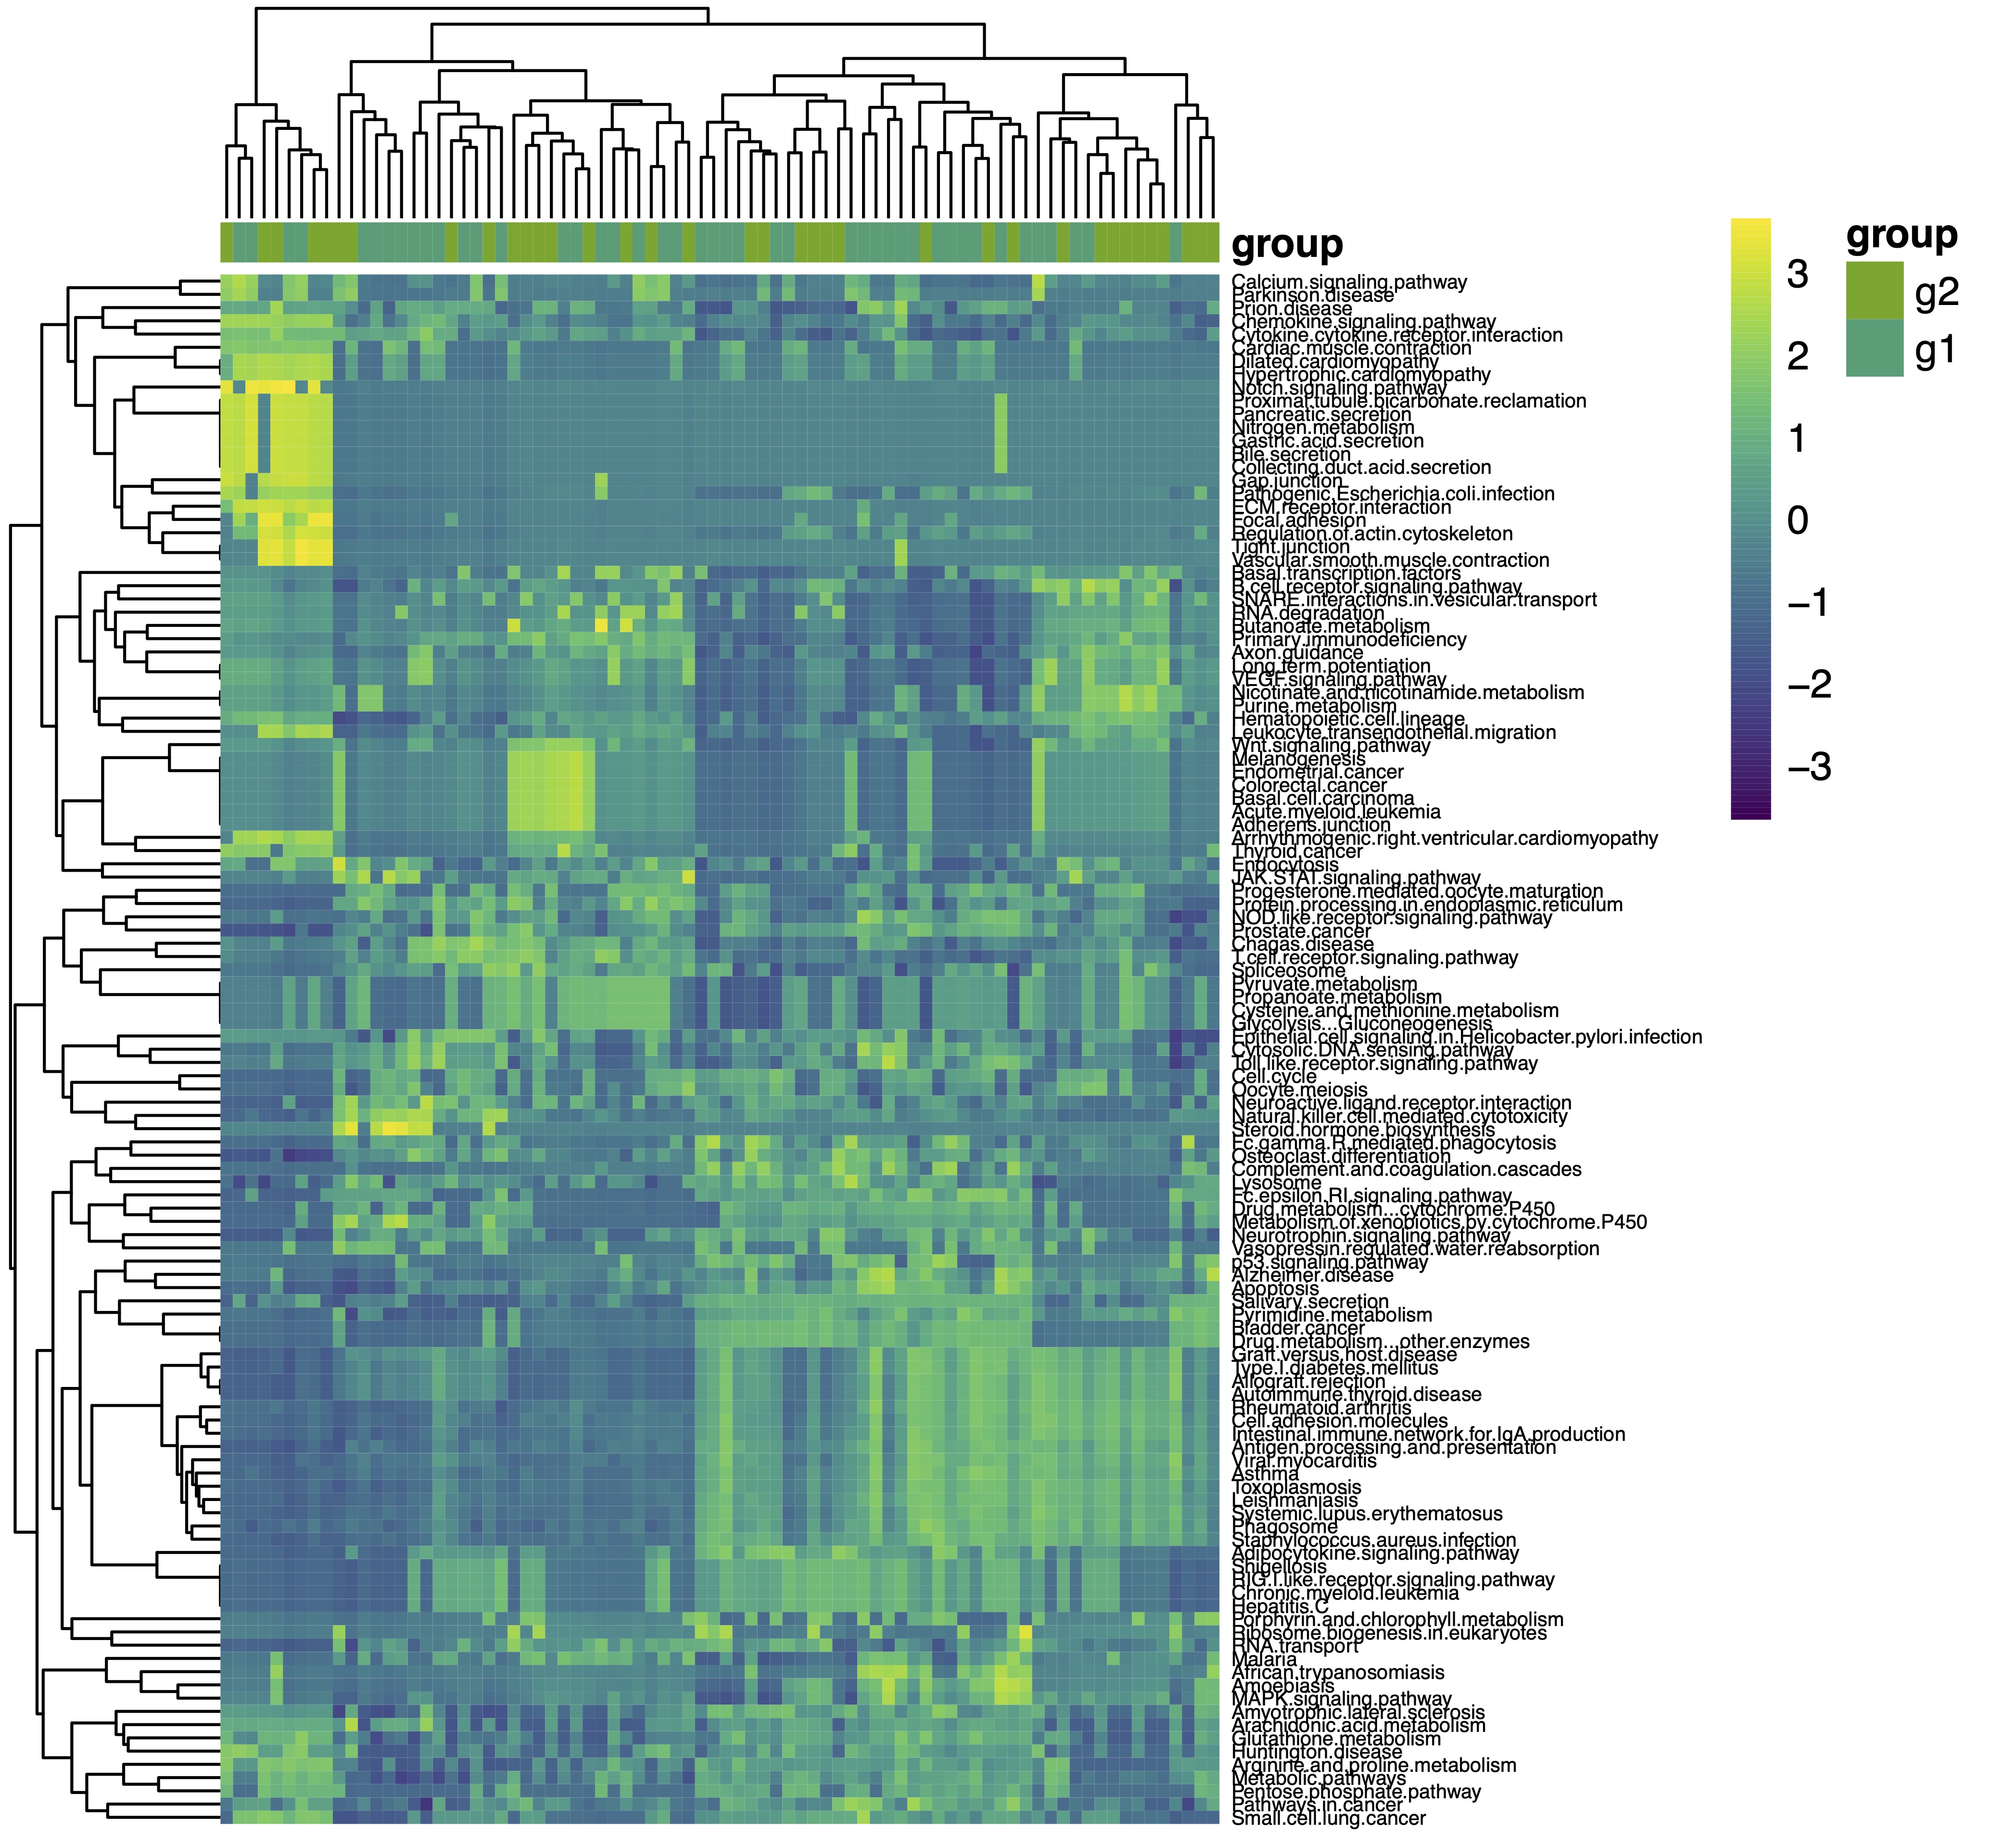 group
Calcium.signaling.pathway
Parkinson.disease
Prion.disease
Chemokine.signaling.pathway
Cytokine.cytokine.receptor.interaction
Cardiac.muscle.contraction
Dilated.cardiomyopathy
Hypertrophic.cardiomyopathy
Notch.signaling.pathway
Proximal.tubule.bicarbonate.reclamation
Pancreatic.secretion
Nitrogen.metabolism
Gastric.acid.secretion
Bile.secretion
Collecting.duct.acid.secretion
Gap.junction
Pathogenic.Escherichia.coli.infection
ECM.receptor.interaction
Focal.adhesion
Regulation.of.actin.cytoskeleton
Tight.junction
Vascular.smooth.muscle.contraction
Basal.transcription.factors
B.cell.receptor.signaling.pathway
SNARE.interactions.in.vesicular.transport
RNA.degradation
Butanoate.metabolism
Primary.immunodeficiency
Axon.guidance
Long.term.potentiation
VEGF.signaling.pathway
Nicotinate.and.nicotinamide.metabolism
Purine.metabolism
Hematopoietic.cell.lineage
Leukocyte.transendothelial.migration
Wnt.signaling.pathway
Melanogenesis
Endometrial.cancer
Colorectal.cancer
Basal.cell.carcinoma
Acute.myeloid.leukemia
Adherens.junction
Arrhythmogenic.right.ventricular.cardiomyopathy
Thyroid.cancer
Endocytosis
JAK.STAT.signaling.pathway
Progesterone.mediated.oocyte.maturation
Protein.processing.in.endoplasmic.reticulum
NOD.like.receptor.signaling.pathway
Prostate.cancer
Chagas.disease
T.cell.receptor.signaling.pathway
Spliceosome
Pyruvate.metabolism
Propanoate.metabolism
Cysteine.and.methionine.metabolism
Glycolysis...Gluconeogenesis
Epithelial.cell.signaling.in.Helicobacter.pylori.infection
Cytosolic.DNA.sensing.pathway
Toll.like.receptor.signaling.pathway
Cell.cycle
Oocyte.meiosis
Neuroactive.ligand.receptor.interaction
Natural.killer.cell.mediated.cytotoxicity
Steroid.hormone.biosynthesis
Fc.gamma.R.mediated.phagocytosis
Osteoclast.differentiation
Complement.and.coagulation.cascades
Lysosome
Fc.epsilon.RI.signaling.pathway
Drug.metabolism...cytochrome.P450
Metabolism.of.xenobiotics.by.cytochrome.P450
Neurotrophin.signaling.pathway
Vasopressin.regulated.water.reabsorption
p53.signaling.pathway
Alzheimer.disease
Apoptosis
Salivary.secretion
Pyrimidine.metabolism
Bladder.cancer
Drug.metabolism...other.enzymes
Graft.versus.host.disease
Type.I.diabetes.mellitus
Allograft.rejection
Autoimmune.thyroid.disease
Rheumatoid.arthritis
Cell.adhesion.molecules
Intestinal.immune.network.for.IgA.production
Antigen.processing.and.presentation
Viral.myocarditis
Asthma
Toxoplasmosis
Leishmaniasis
Systemic.lupus.erythematosus
Phagosome
Staphylococcus.aureus.infection
Adipocytokine.signaling.pathway
Shigellosis
RIG.I.like.receptor.signaling.pathway
Chronic.myeloid.leukemia
Hepatitis.C
Porphyrin.and.chlorophyll.metabolism
Ribosome.biogenesis.in.eukaryotes
RNA.transport
Malaria
African.trypanosomiasis
Amoebiasis
MAPK.signaling.pathway
Amyotrophic.lateral.sclerosis
Arachidonic.acid.metabolism
Glutathione.metabolism
Huntington.disease
Arginine.and.proline.metabolism
Metabolic.pathways
Pentose.phosphate.pathway
Pathways.in.cancer
Small.cell.lung.cancer
3
2
1
0
−1
−2
−3
group
g2
g1